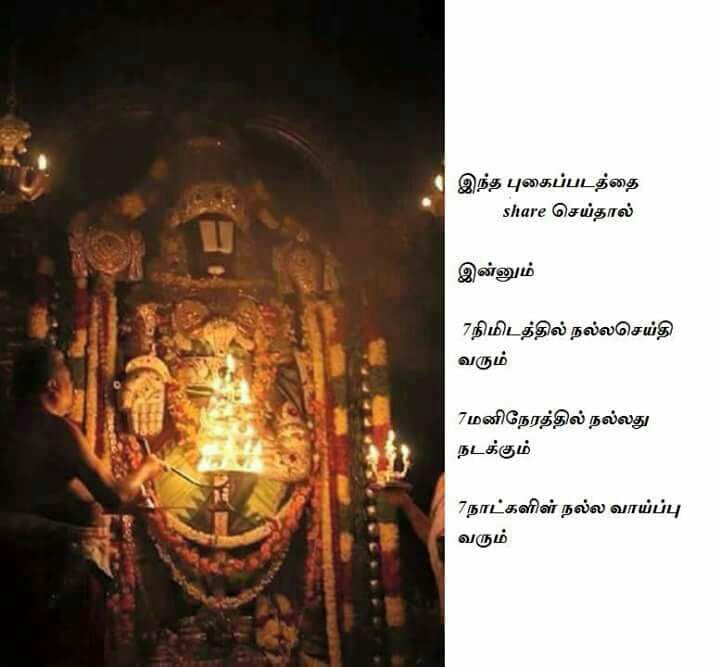 இந்த புகைப்படத்தை
share செய்தால்
இன்னும்
7நிமிடத்தில் நல்லசெய்தி
வரும்
7மனிநேரத்தில் நல்லது
நடக்கும்
7நாட்களிள் நல்ல வாய்ப்பு
வரும்